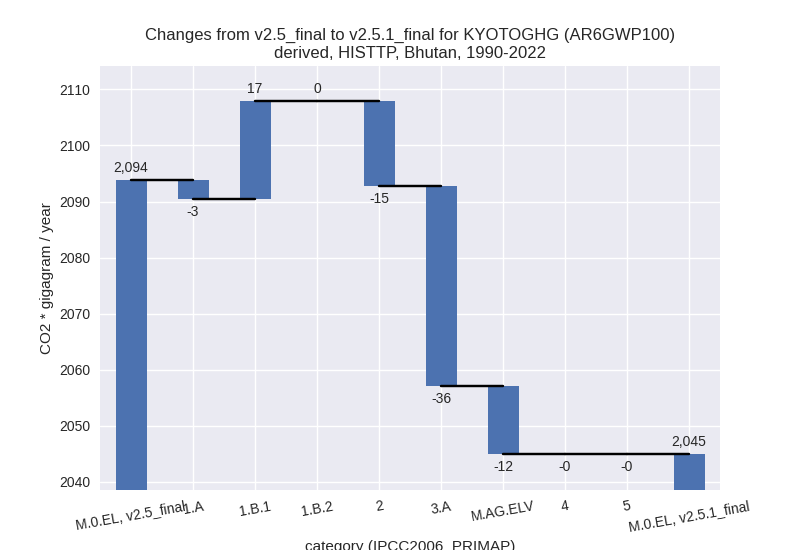 Changes from v2.5_final to v2.5.1_final for KYOTOGHG (AR6GWP100)
derived, HISTTP, Bhutan, 1990-2022
CO2 * gigagram / year
2110
2100
2090
2080
2070
2060
2050
2040
2,094
-3
17
0
-15
-36
-12
-0
-0
2,045
M.0.EL, v2.5_final
1.A
1.B.1
1.B.2
2
3.A
M.AG.ELV
4
5
M.0.EL, v2.5.1_final
category (IPCC2006_PRIMAP)